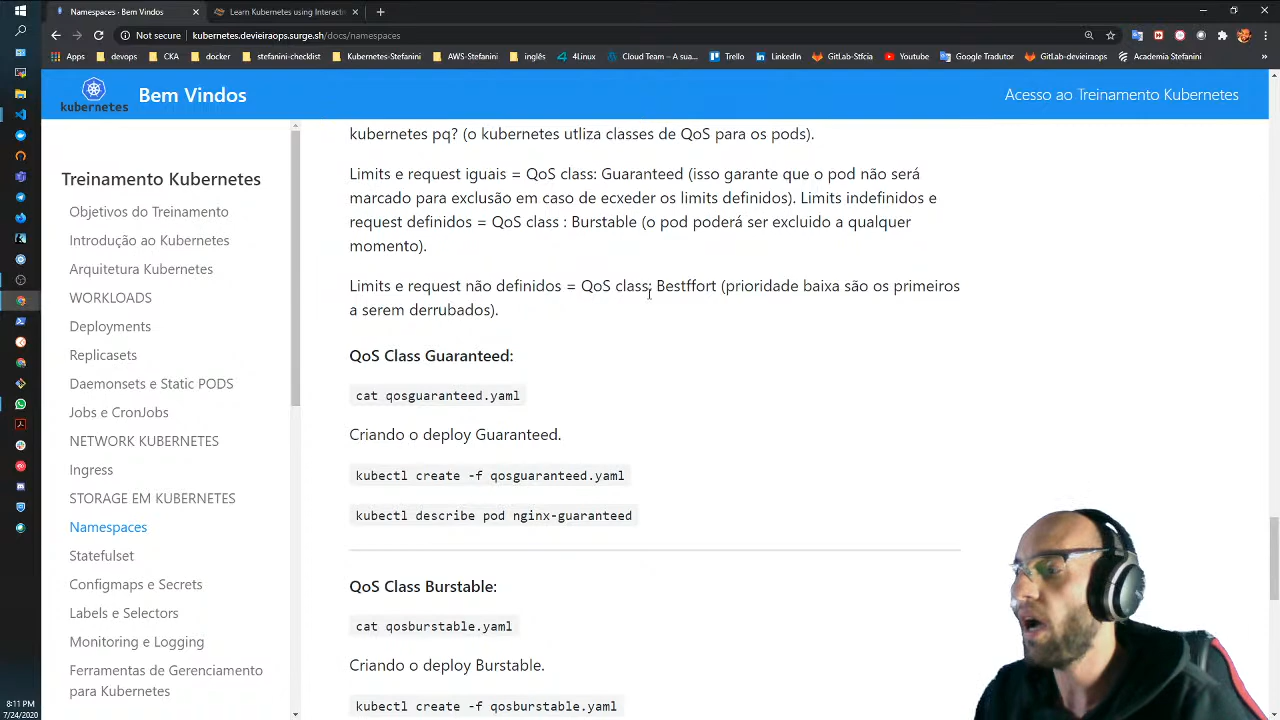 Namespaces · Bem Vindos
Learn Kubernetes using Interacti
Not secure | kubernetes.devieiraops.surge.sh/docs/namespaces
Apps devops CKA docker stefanini-checklist Kubernetes-Stefanini AWS-Stefanini inglês 4Linux Cloud Team – A sua... Trello LinkedIn GitLab-Stfcia Youtube Google Tradutor GitLab-devieiraops Academia Stefanini
kubernetes Bem Vindos Acesso ao Treinamento Kubernetes
Treinamento Kubernetes
Objetivos do Treinamento
Introdução ao Kubernetes
Arquitetura Kubernetes
WORKLOADS
Deployments
Replicasets
Daemonsets e Static PODS
Jobs e CronJobs
NETWORK KUBERNETES
Ingress
STORAGE EM KUBERNETES
Namespaces
Statefulset
Configmaps e Secrets
Labels e Selectors
Monitoring e Logging
Ferramentas de Gerenciamento
para Kubernetes
kubernetes pq? (o kubernetes utliza classes de QoS para os pods).
Limits e request iguais = QoS class: Guaranteed (isso garante que o pod não será
marcado para exclusão em caso de ecxeder os limits definidos). Limits indefinidos e
request definidos = QoS class : Burstable (o pod poderá ser excluido a qualquer
momento).
Limits e request não definidos = QoS class: Bestffort (prioridade baixa são os primeiros
a serem derrubados).
QoS Class Guaranteed:
cat qosguaranteed.yaml
Criando o deploy Guaranteed.
kubectl create -f qosguaranteed.yaml
kubectl describe pod nginx-guaranteed
QoS Class Burstable:
cat qosburstable.yaml
Criando o deploy Burstable.
kubectl create -f qosburstable.yaml
8:11 PM
7/24/2020